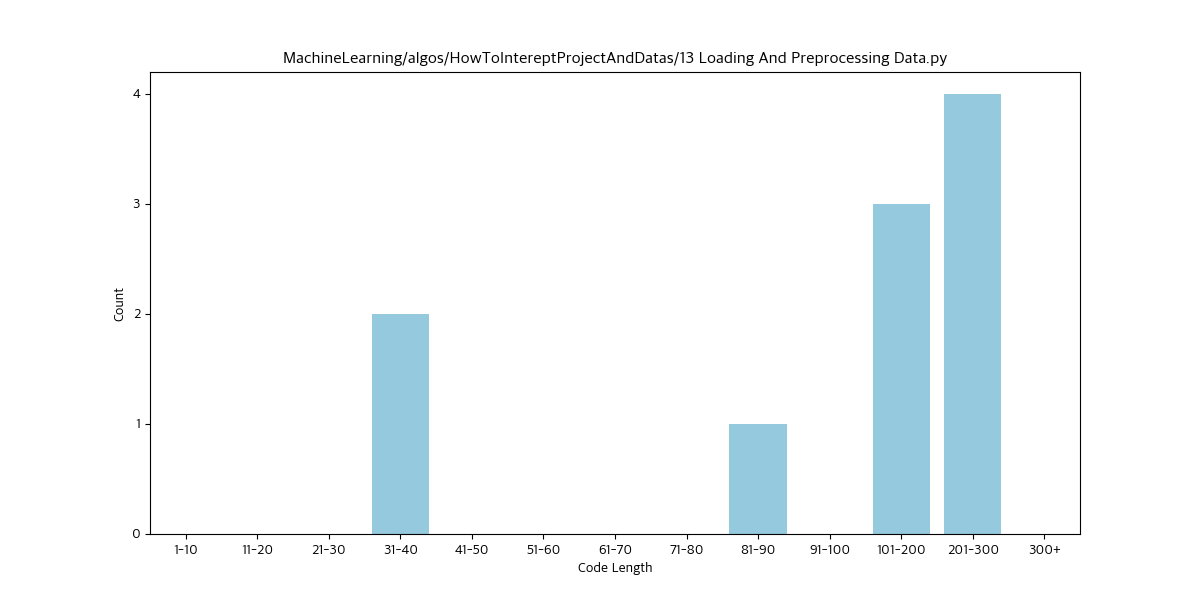 MachineLearning/algos/HowToIntereptProjectAndDatas/13 Loading And Preprocessing Data.py
4
3
2
1
0
Count
1-10 11-20 21-30 31-40 41-50 51-60 61-70 71-80 81-90 91-100 101-200 201-300 300+
Code Length